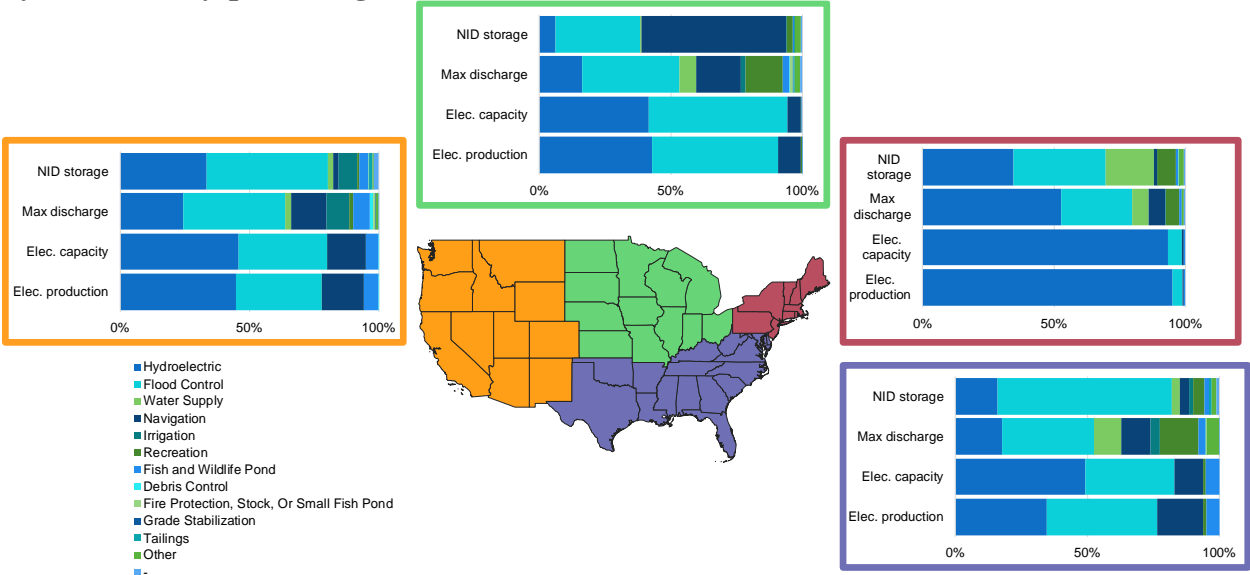 NID storage
Max discharge
Elec. capacity
Elec. production
0%
50%
100%
NID storage
Max discharge
Elec. capacity
Elec. production
0%
50%
100%
NID
storage
Max
discharge
Elec.
capacity
Elec.
production
0%
50%
100%
Hydroelectric
Flood Control
Water Supply
Navigation
Irrigation
Recreation
Fish and Wildlife Pond
Debris Control
Fire Protection, Stock, Or Small Fish Pond
Grade Stabilization
Tailings
Other
-
NID storage
Max discharge
Elec. capacity
Elec. production
0%
50%
100%